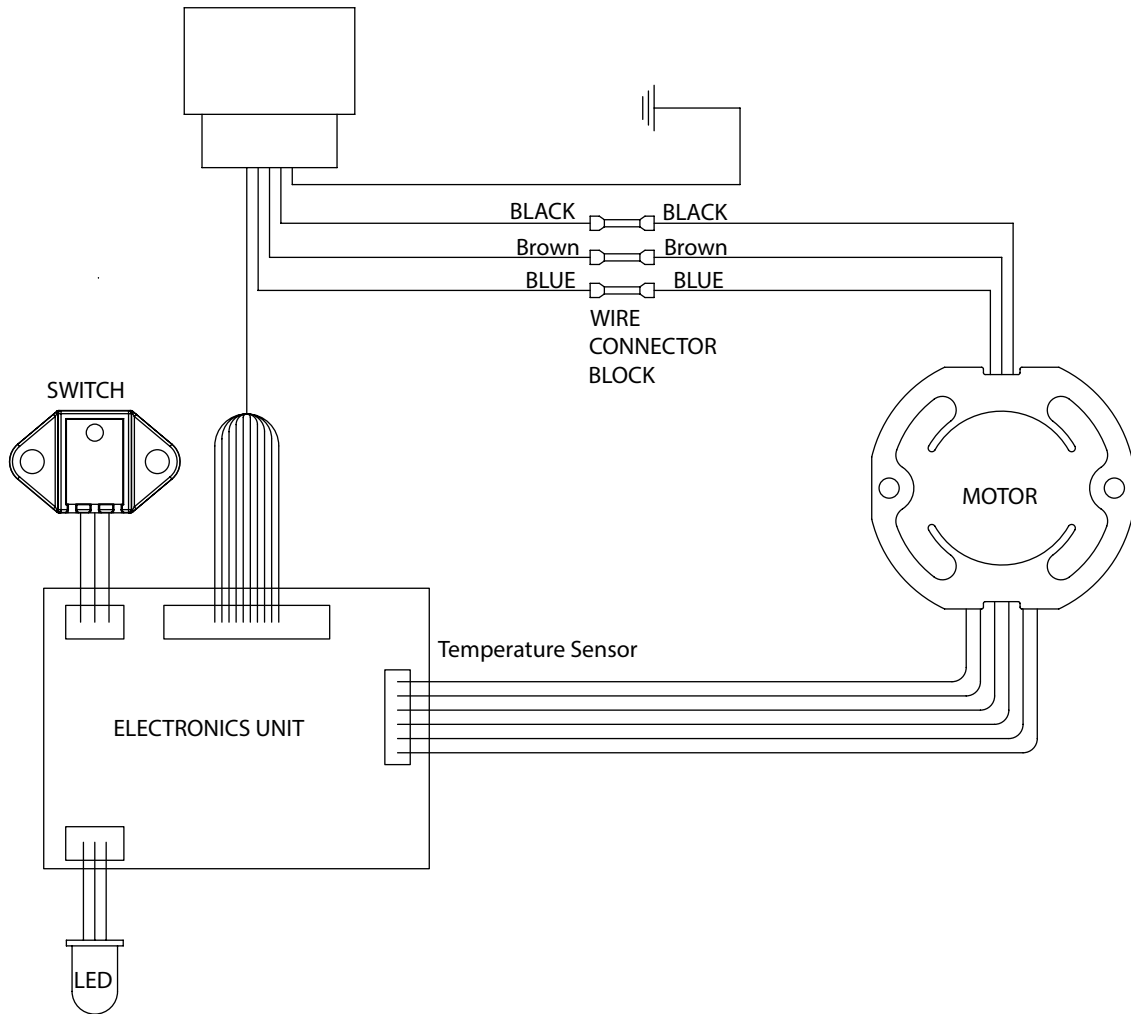 BLACK BLACK
Brown Brown
BLUE BLUE
WIRE
CONNECTOR
BLOCK
SWITCH
MOTOR
Temperature Sensor
ELECTRONICS UNIT
LED